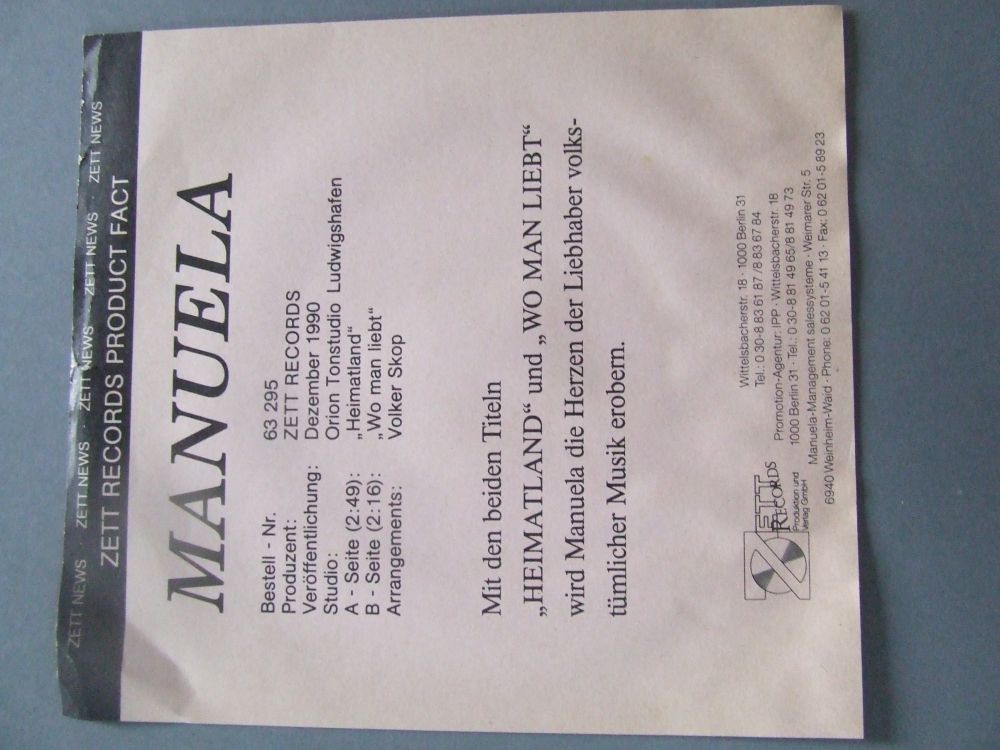 ZETT NEWS · ZETT NEWS · ZETT NEWS · ZETT NEWS · ZETT NEWS
ZETT RECORDS PRODUCT FACT
MANUELA
Bestell - Nr. 63 295
Produzent: ZETT RECORDS
Veröffentlichung: Dezember 1990
Studio: Orion Tonstudio Ludwigshafen
A - Seite (2:49): „Heimatland“
B - Seite (2:16): „Wo man liebt“
Arrangements: Volker Skop
Mit den beiden Titeln
„HEIMATLAND“ und „WO MAN LIEBT“
wird Manuela die Herzen der Liebhaber volks-
tümlicher Musik erobern.
ZETT
RECORDS
Produktion und
Verlag GmbH
Wittelsbacherstr. 18 · 1000 Berlin 31
Tel.: 0 30-8 83 61 87 /8 83 67 84
Promotion-Agentur: IPP · Wittelsbacherstr. 18
1000 Berlin 31 · Tel.: 0 30-8 81 49 65/8 81 49 73
Manuela-Management salessysteme · Weimarer Str. 5
6940 Weinheim-Waid · Phone: 0 62 01-5 41 13 · Fax: 0 62 01-5 89 23